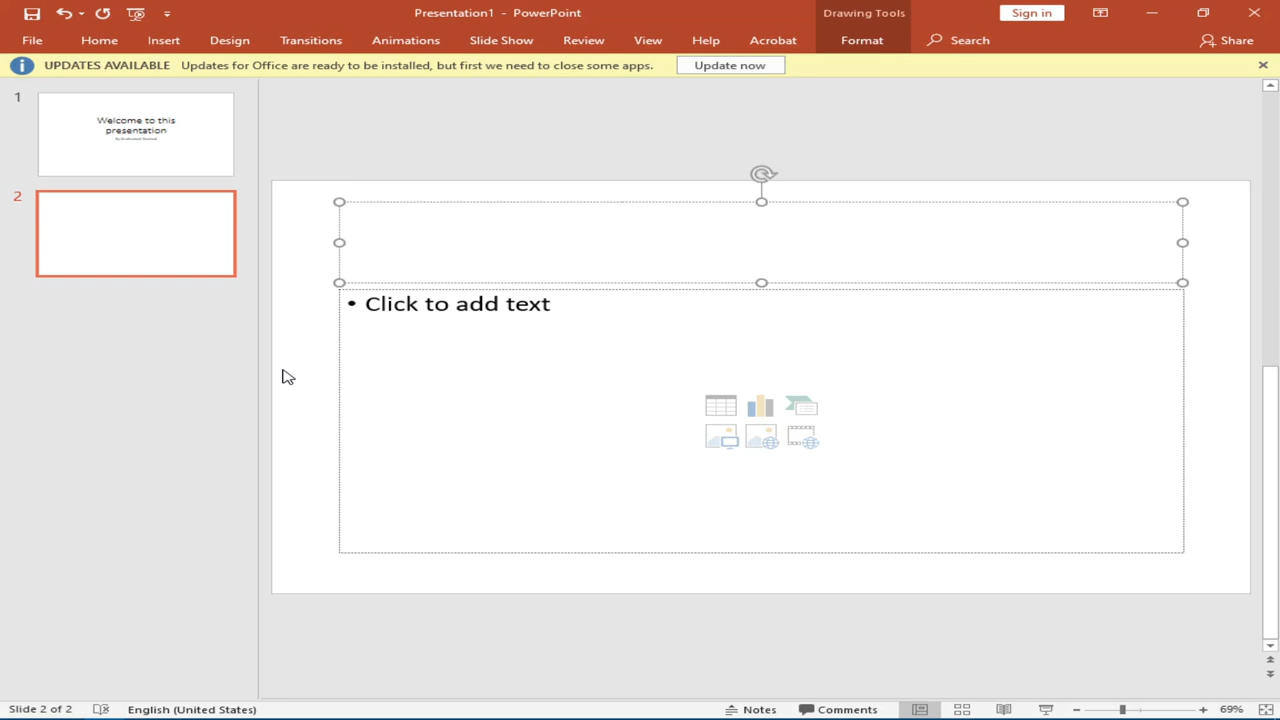 Presentation1 - PowerPoint
Drawing Tools
Sign in
File
Home
Insert
Design
Transitions
Animations
Slide Show
Review
View
Help
Acrobat
Format
Search
Share
UPDATES AVAILABLE Updates for Office are ready to be installed, but first we need to close some apps.
Update now
1
Welcome to this
presentation
2
• Click to add text
Slide 2 of 2
English (United States)
Notes
Comments
69%